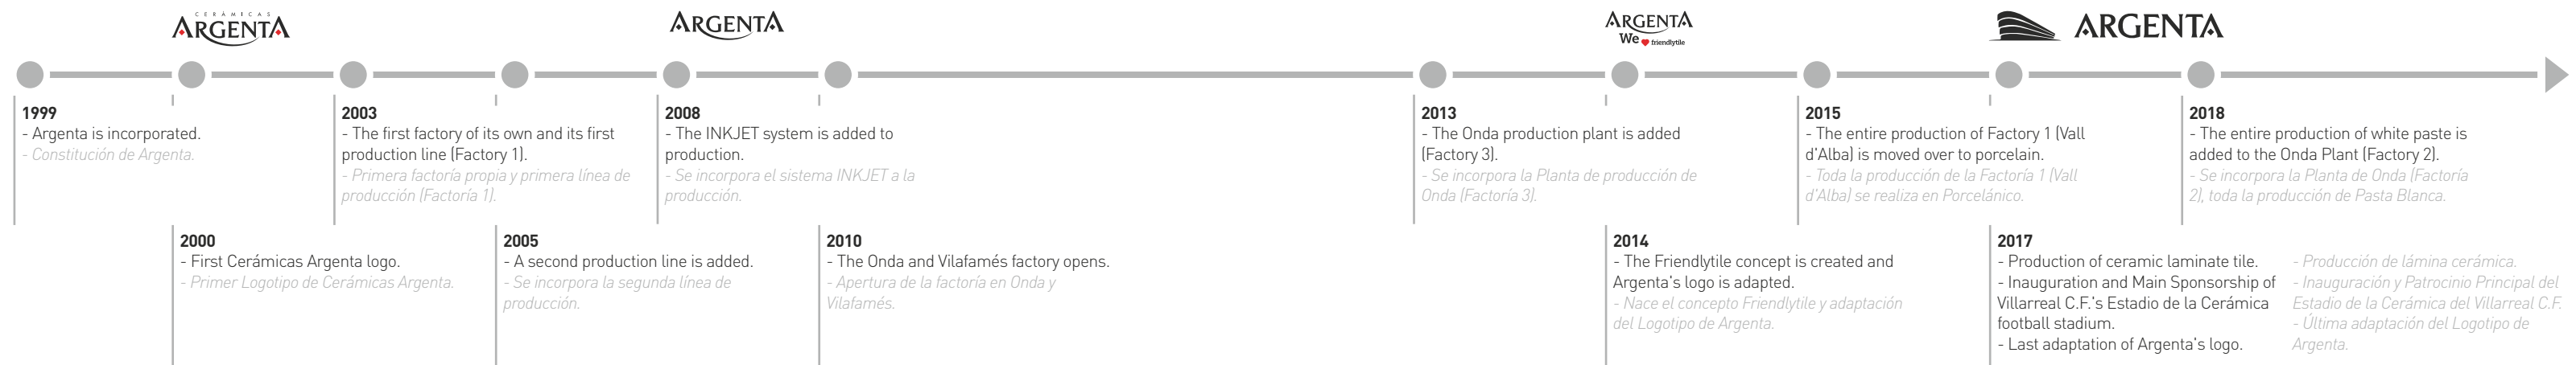 CERÁMICAS
ARGENTA
ARGENTA
ARGENTA
We friendlytile
ARGENTA
1999
- Argenta is incorporated.
- Constitución de Argenta.
2003
- The first factory of its own and its first
production line (Factory 1).
- Primera factoría propia y primera línea de
producción (Factoría 1).
2008
- The INKJET system is added to
production.
- Se incorpora el sistema INKJET a la
producción.
2013
- The Onda production plant is added
(Factory 3).
- Se incorpora la Planta de producción de
Onda (Factoría 3).
2015
- The entire production of Factory 1 (Vall
d'Alba) is moved over to porcelain.
- Toda la producción de la Factoría 1 (Vall
d'Alba) se realiza en Porcelánico.
2018
- The entire production of white paste is
added to the Onda Plant (Factory 2).
- Se incorpora la Planta de Onda (Factoría
2), toda la producción de Pasta Blanca.
2000
- First Cerámicas Argenta logo.
- Primer Logotipo de Cerámicas Argenta.
2005
- A second production line is added.
- Se incorpora la segunda línea de
producción.
2010
- The Onda and Vilafamés factory opens.
- Apertura de la factoría en Onda y
Vilafamés.
2014
- The Friendlytile concept is created and
Argenta's logo is adapted.
- Nace el concepto Friendlytile y adaptación
del Logotipo de Argenta.
2017
- Production of ceramic laminate tile.
- Inauguration and Main Sponsorship of
Villarreal C.F.'s Estadio de la Cerámica
football stadium.
- Last adaptation of Argenta's logo.
- Producción de lámina cerámica.
- Inauguración y Patrocinio Principal del
Estadio de la Cerámica del Villarreal C.F.
- Última adaptación del Logotipo de
Argenta.